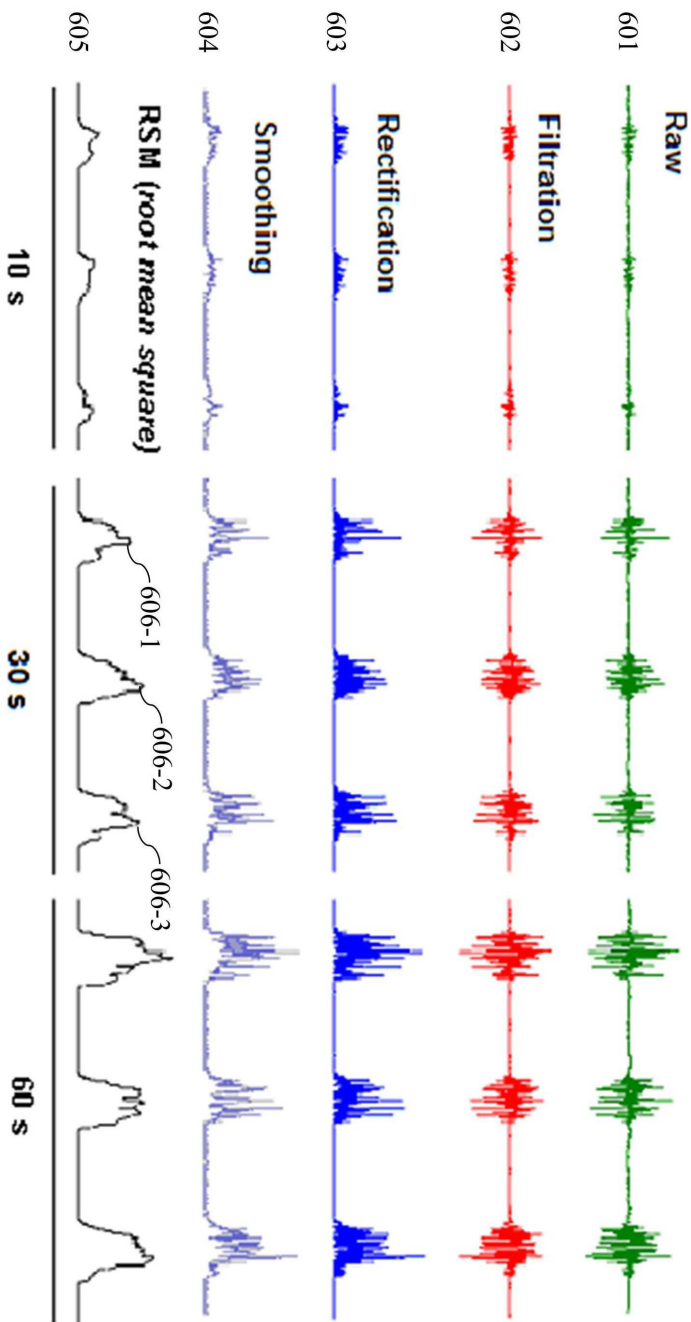 Raw
601
Filtration
602
Rectification
603
Smoothing
604
RSM (root mean square)
605
606-1
606-2
606-3
10 s
30 s
60 s